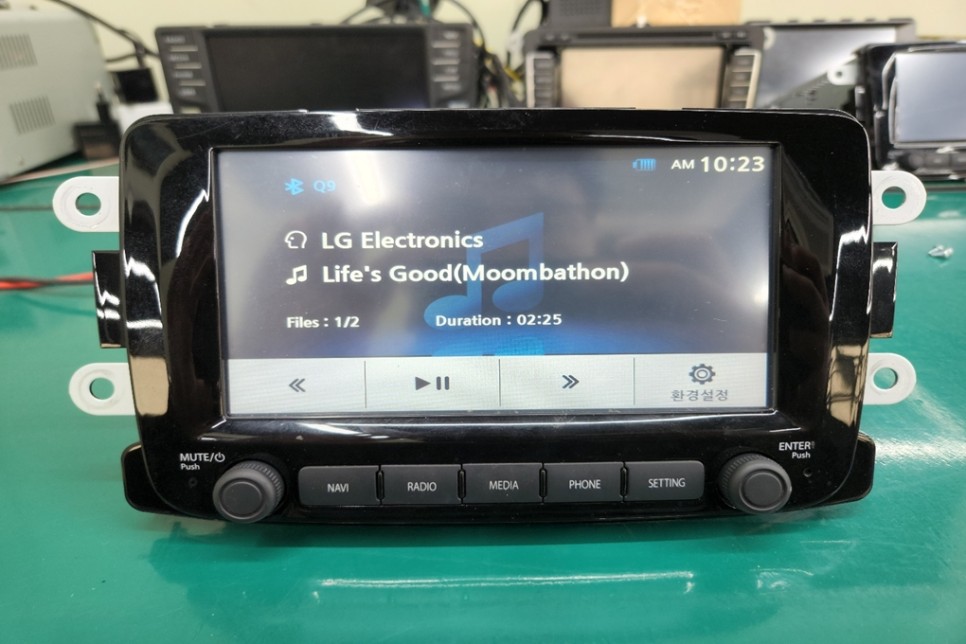 Q9
AM 10:23
LG Electronics
Life's Good(Moombathon)
Files : 1/2
Duration : 02:25
환경설정
MUTE/
Push
NAVI
RADIO
MEDIA
PHONE
SETTING
ENTER
Push